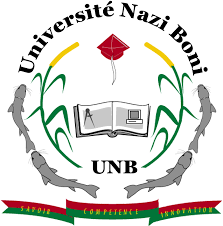 Université Nazi Boni
UNB
SAVOIR COMPETENCE INNOVATION